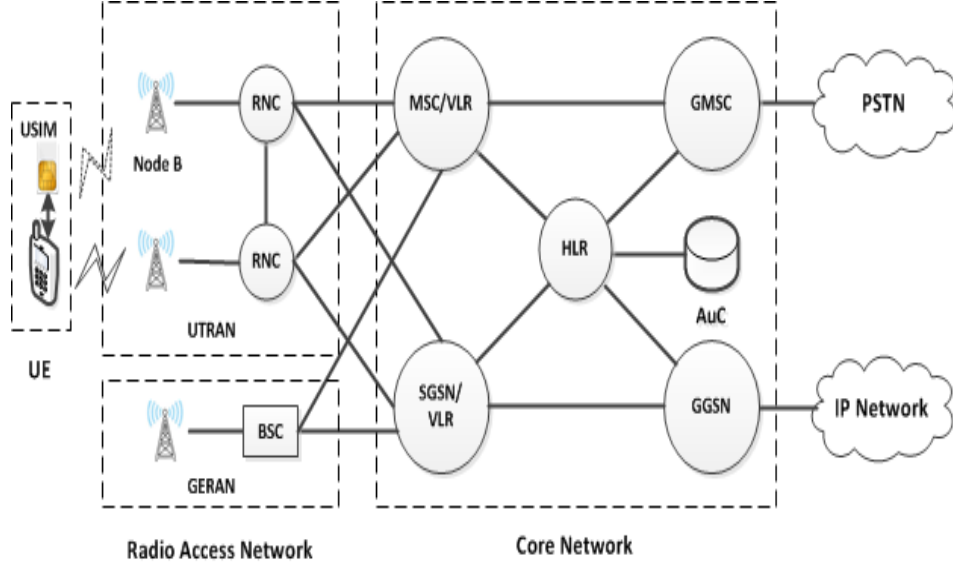 USIM
UE
Node B
RNC
RNC
UTRAN
BSC
GERAN
Radio Access Network
MSC/VLR
GMSC
HLR
AuC
SGSN/
VLR
GGSN
Core Network
PSTN
IP Network